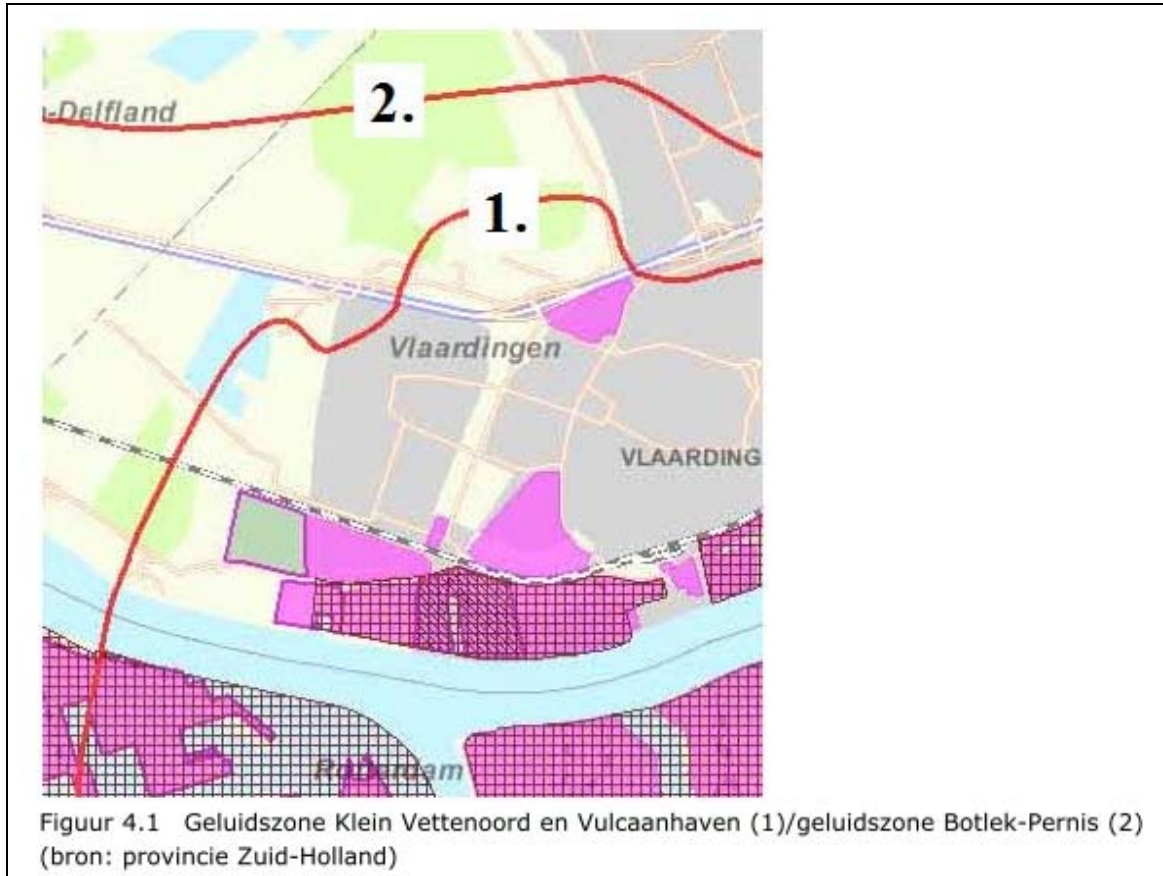 2.
-Delfland
1.
Vlaardingen
VLAARDING
Rotterdam
Figuur 4.1 Geluidszone Klein Vettenoord en Vulcaanhaven (1)/geluidszone Botlek-Pernis (2)
(bron: provincie Zuid-Holland)